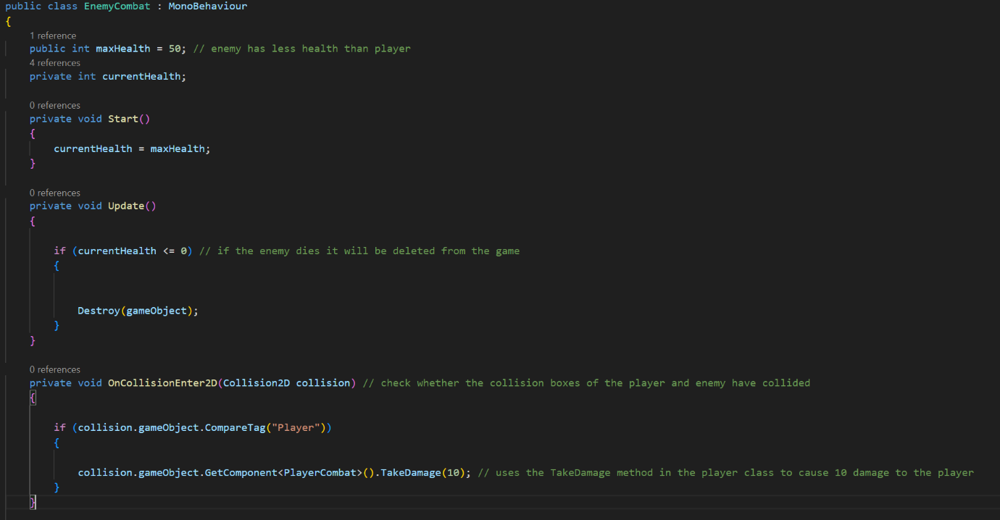 public class EnemyCombat : MonoBehaviour
{
1 reference
public int maxHealth = 50; // enemy has less health than player
4 references
private int currentHealth;
0 references
private void Start()
{
currentHealth = maxHealth;
}
0 references
private void Update()
{
if (currentHealth <= 0) // if the enemy dies it will be deleted from the game
{
Destroy(gameObject);
}
}
0 references
private void OnCollisionEnter2D(Collision2D collision) // check whether the collision boxes of the player and enemy have collided
{
if (collision.gameObject.CompareTag("Player"))
{
collision.gameObject.GetComponent<PlayerCombat>().TakeDamage(10); // uses the TakeDamage method in the player class to cause 10 damage to the player
}
}